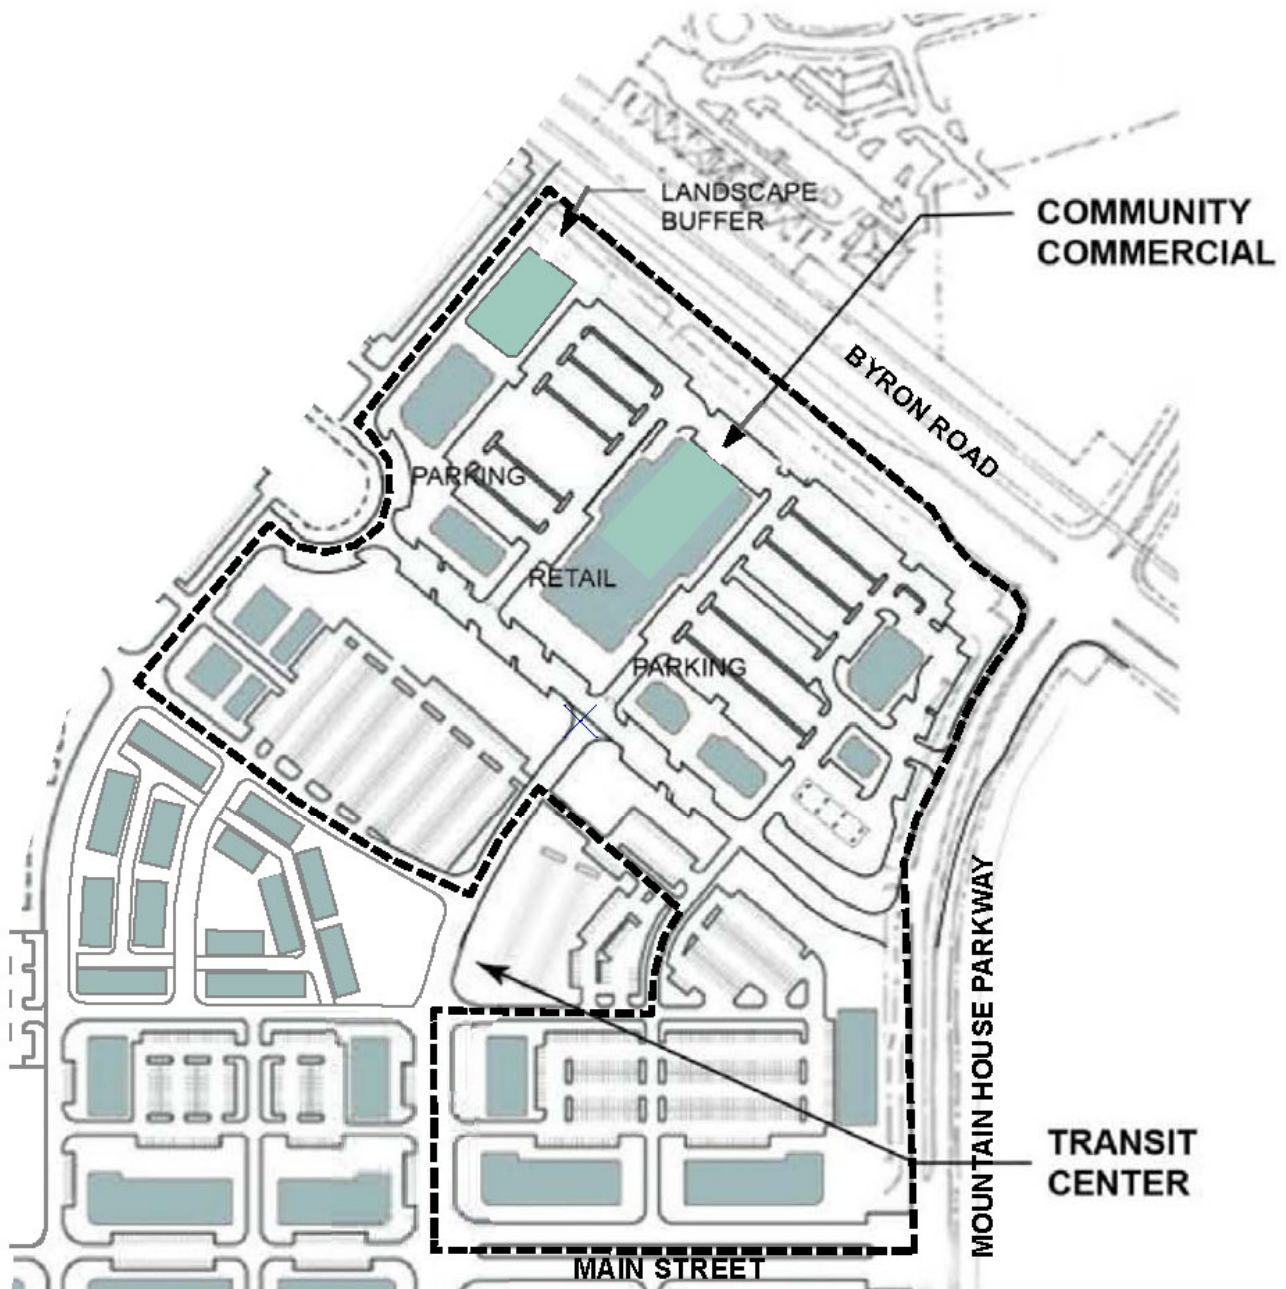 LANDSCAPE
BUFFER
COMMUNITY
COMMERCIAL
BYRON ROAD
PARKING
RETAIL
PARKING
MOUNTAIN HOUSE PARKWAY
TRANSIT
CENTER
MAIN STREET